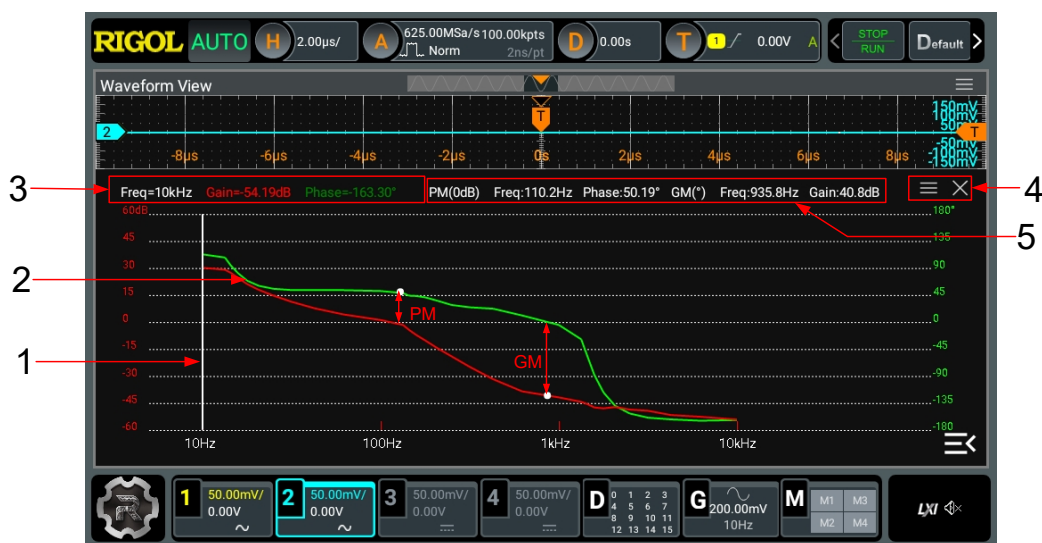 RIGOL AUTO H 2.00μs/ A 625.00MSa/s 100.00kpts D 0.00s T 1 0.00V A STOP Default
Norm 2ns/pt RUN
Waveform View
150mV
100mV
50mV
2 T T
-50mV
-100mV
-150mV
-8μs -6μs -4μs -2μs 0s 2μs 4μs 6μs 8μs
3 Freq=10kHz Gain=-54.19dB Phase=-163.30° PM(0dB) Freq:110.2Hz Phase:50.19° GM(°) Freq:935.8Hz Gain:40.8dB 4
60dB 180°
45 135 5
30 90
2
15 45
PM
0 0
-15 -45
1 GM
-30 -90
-45 -135
-60 -180
10Hz 100Hz 1kHz 10kHz
1 50.00mV/ 2 50.00mV/ 3 50.00mV/ 4 50.00mV/ D 0 1 2 3 G M M1 M3
0.00V 0.00V 0.00V 0.00V 4 5 6 7 200.00mV LXI
8 9 10 11 10Hz M2 M4
12 13 14 15